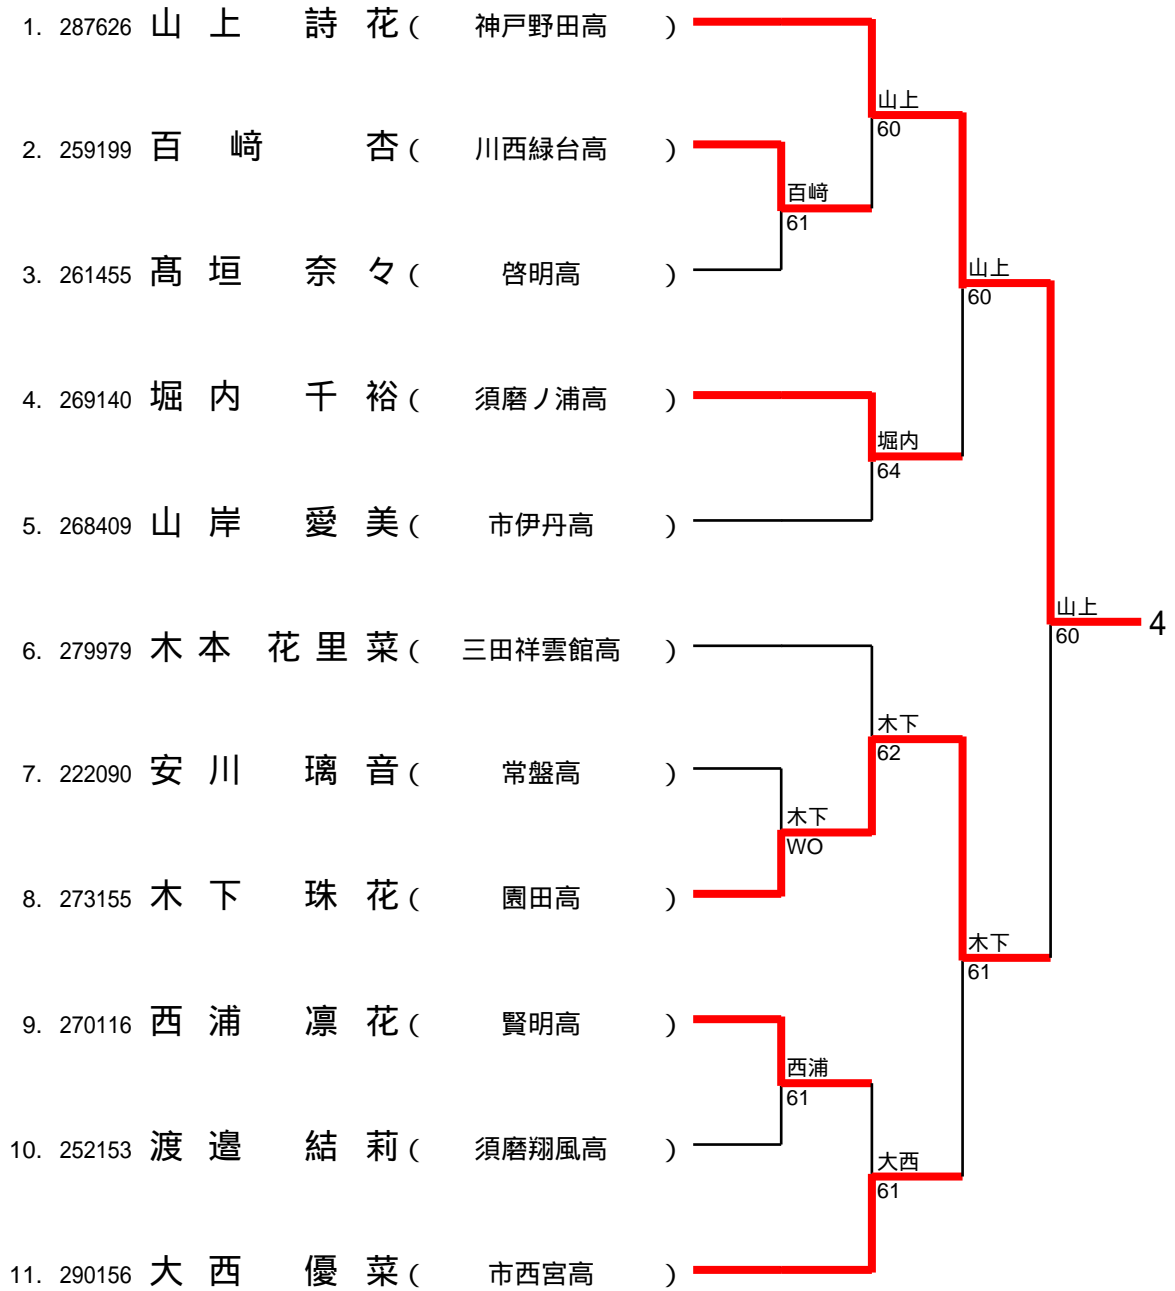 1. 287626 山上 詩花 ( 神戸野田高 )
山上
60
2. 259199 百﨑 杏 ( 川西緑台高 )
百﨑
61
3. 261455 髙垣 奈々 ( 啓明高 )
山上
60
4. 269140 堀内 千裕 ( 須磨ノ浦高 )
堀内
64
5. 268409 山岸 愛美 ( 市伊丹高 )
山上
60
4
6. 279979 木本 花里菜 ( 三田祥雲館高 )
木下
62
7. 222090 安川 璃音 ( 常盤高 )
木下
WO
8. 273155 木下 珠花 ( 園田高 )
木下
61
9. 270116 西浦 凛花 ( 賢明高 )
西浦
61
10. 252153 渡邉 結莉 ( 須磨翔風高 )
大西
61
11. 290156 大西 優菜 ( 市西宮高 )